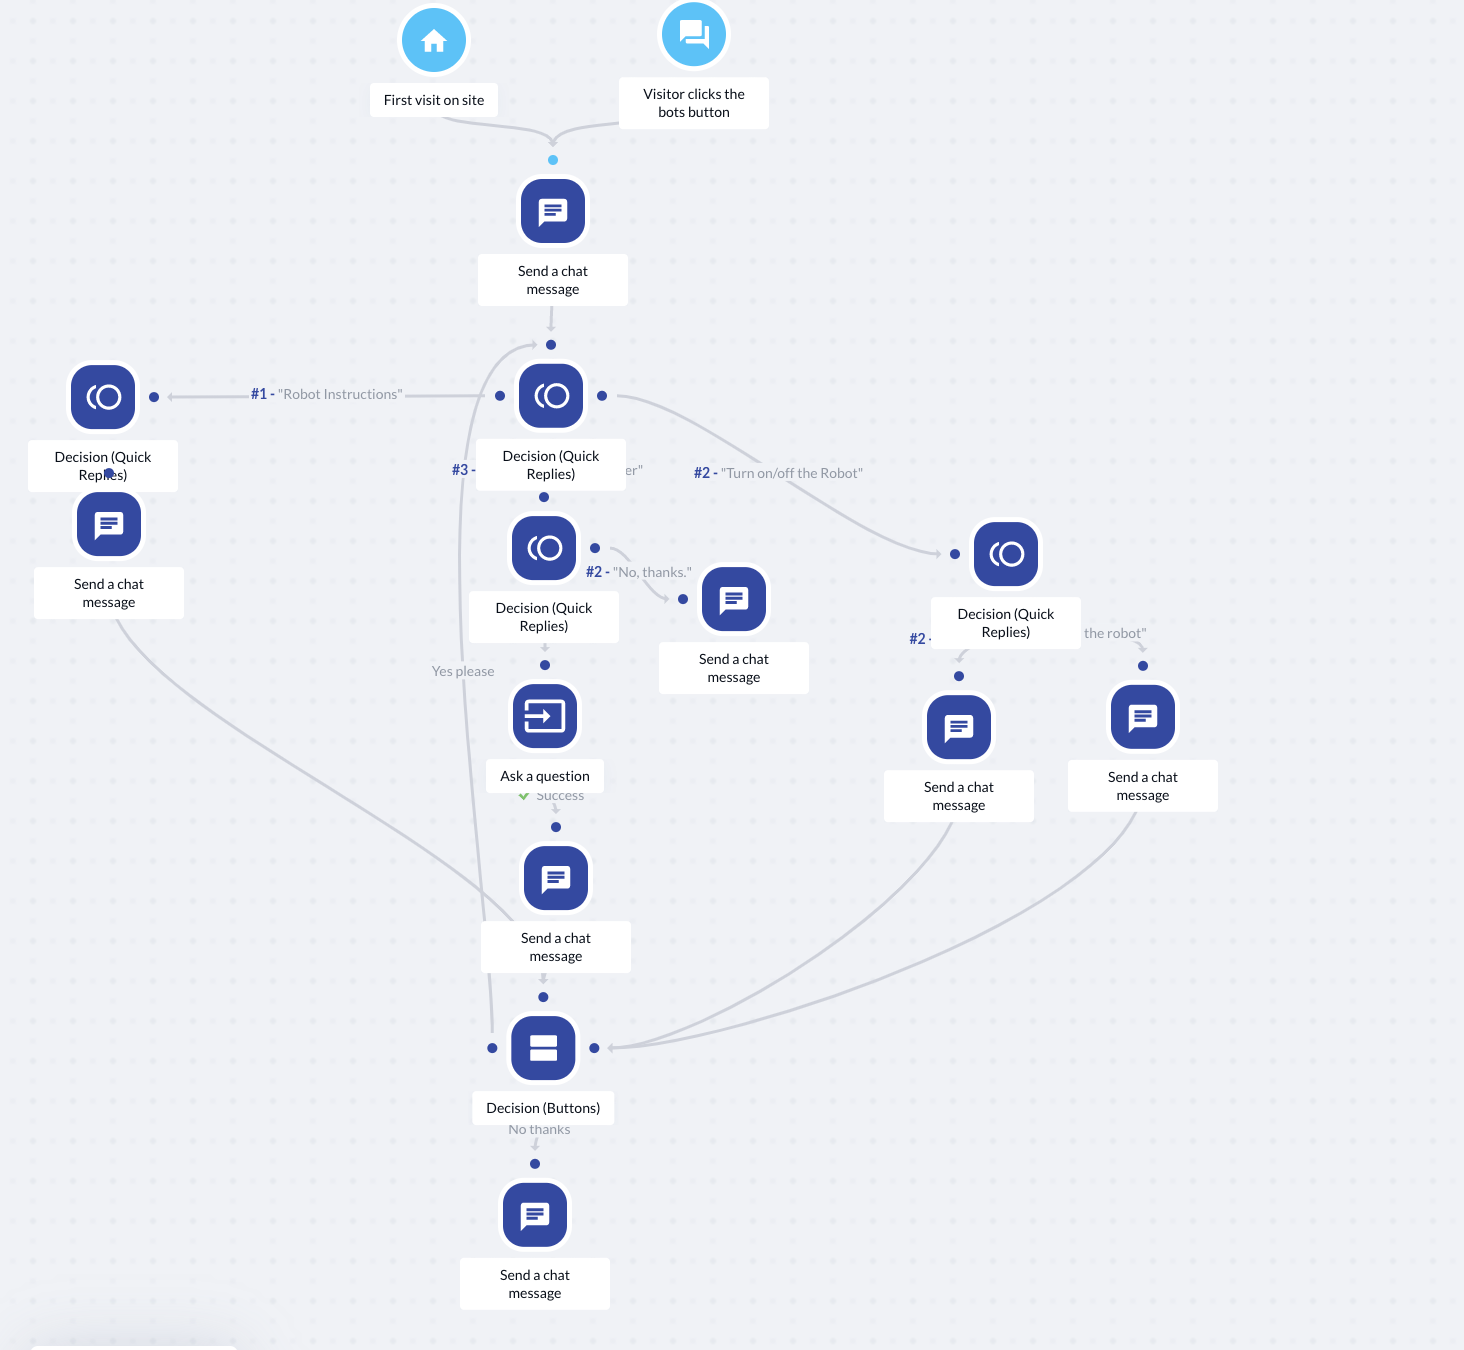 First visit on site
Visitor clicks the
bots button
Send a chat
message
#1 - "Robot Instructions"
Decision (Quick
Replies)
Decision (Quick
Replies)
#3 -
er"
#2 - "Turn on/off the Robot"
Send a chat
message
#2 - "No, thanks."
Decision (Quick
Replies)
Decision (Quick
Replies)
#2 -
the robot"
Send a chat
message
Yes please
Ask a question
Success
Send a chat
message
Send a chat
message
Send a chat
message
Decision (Buttons)
No thanks
Send a chat
message